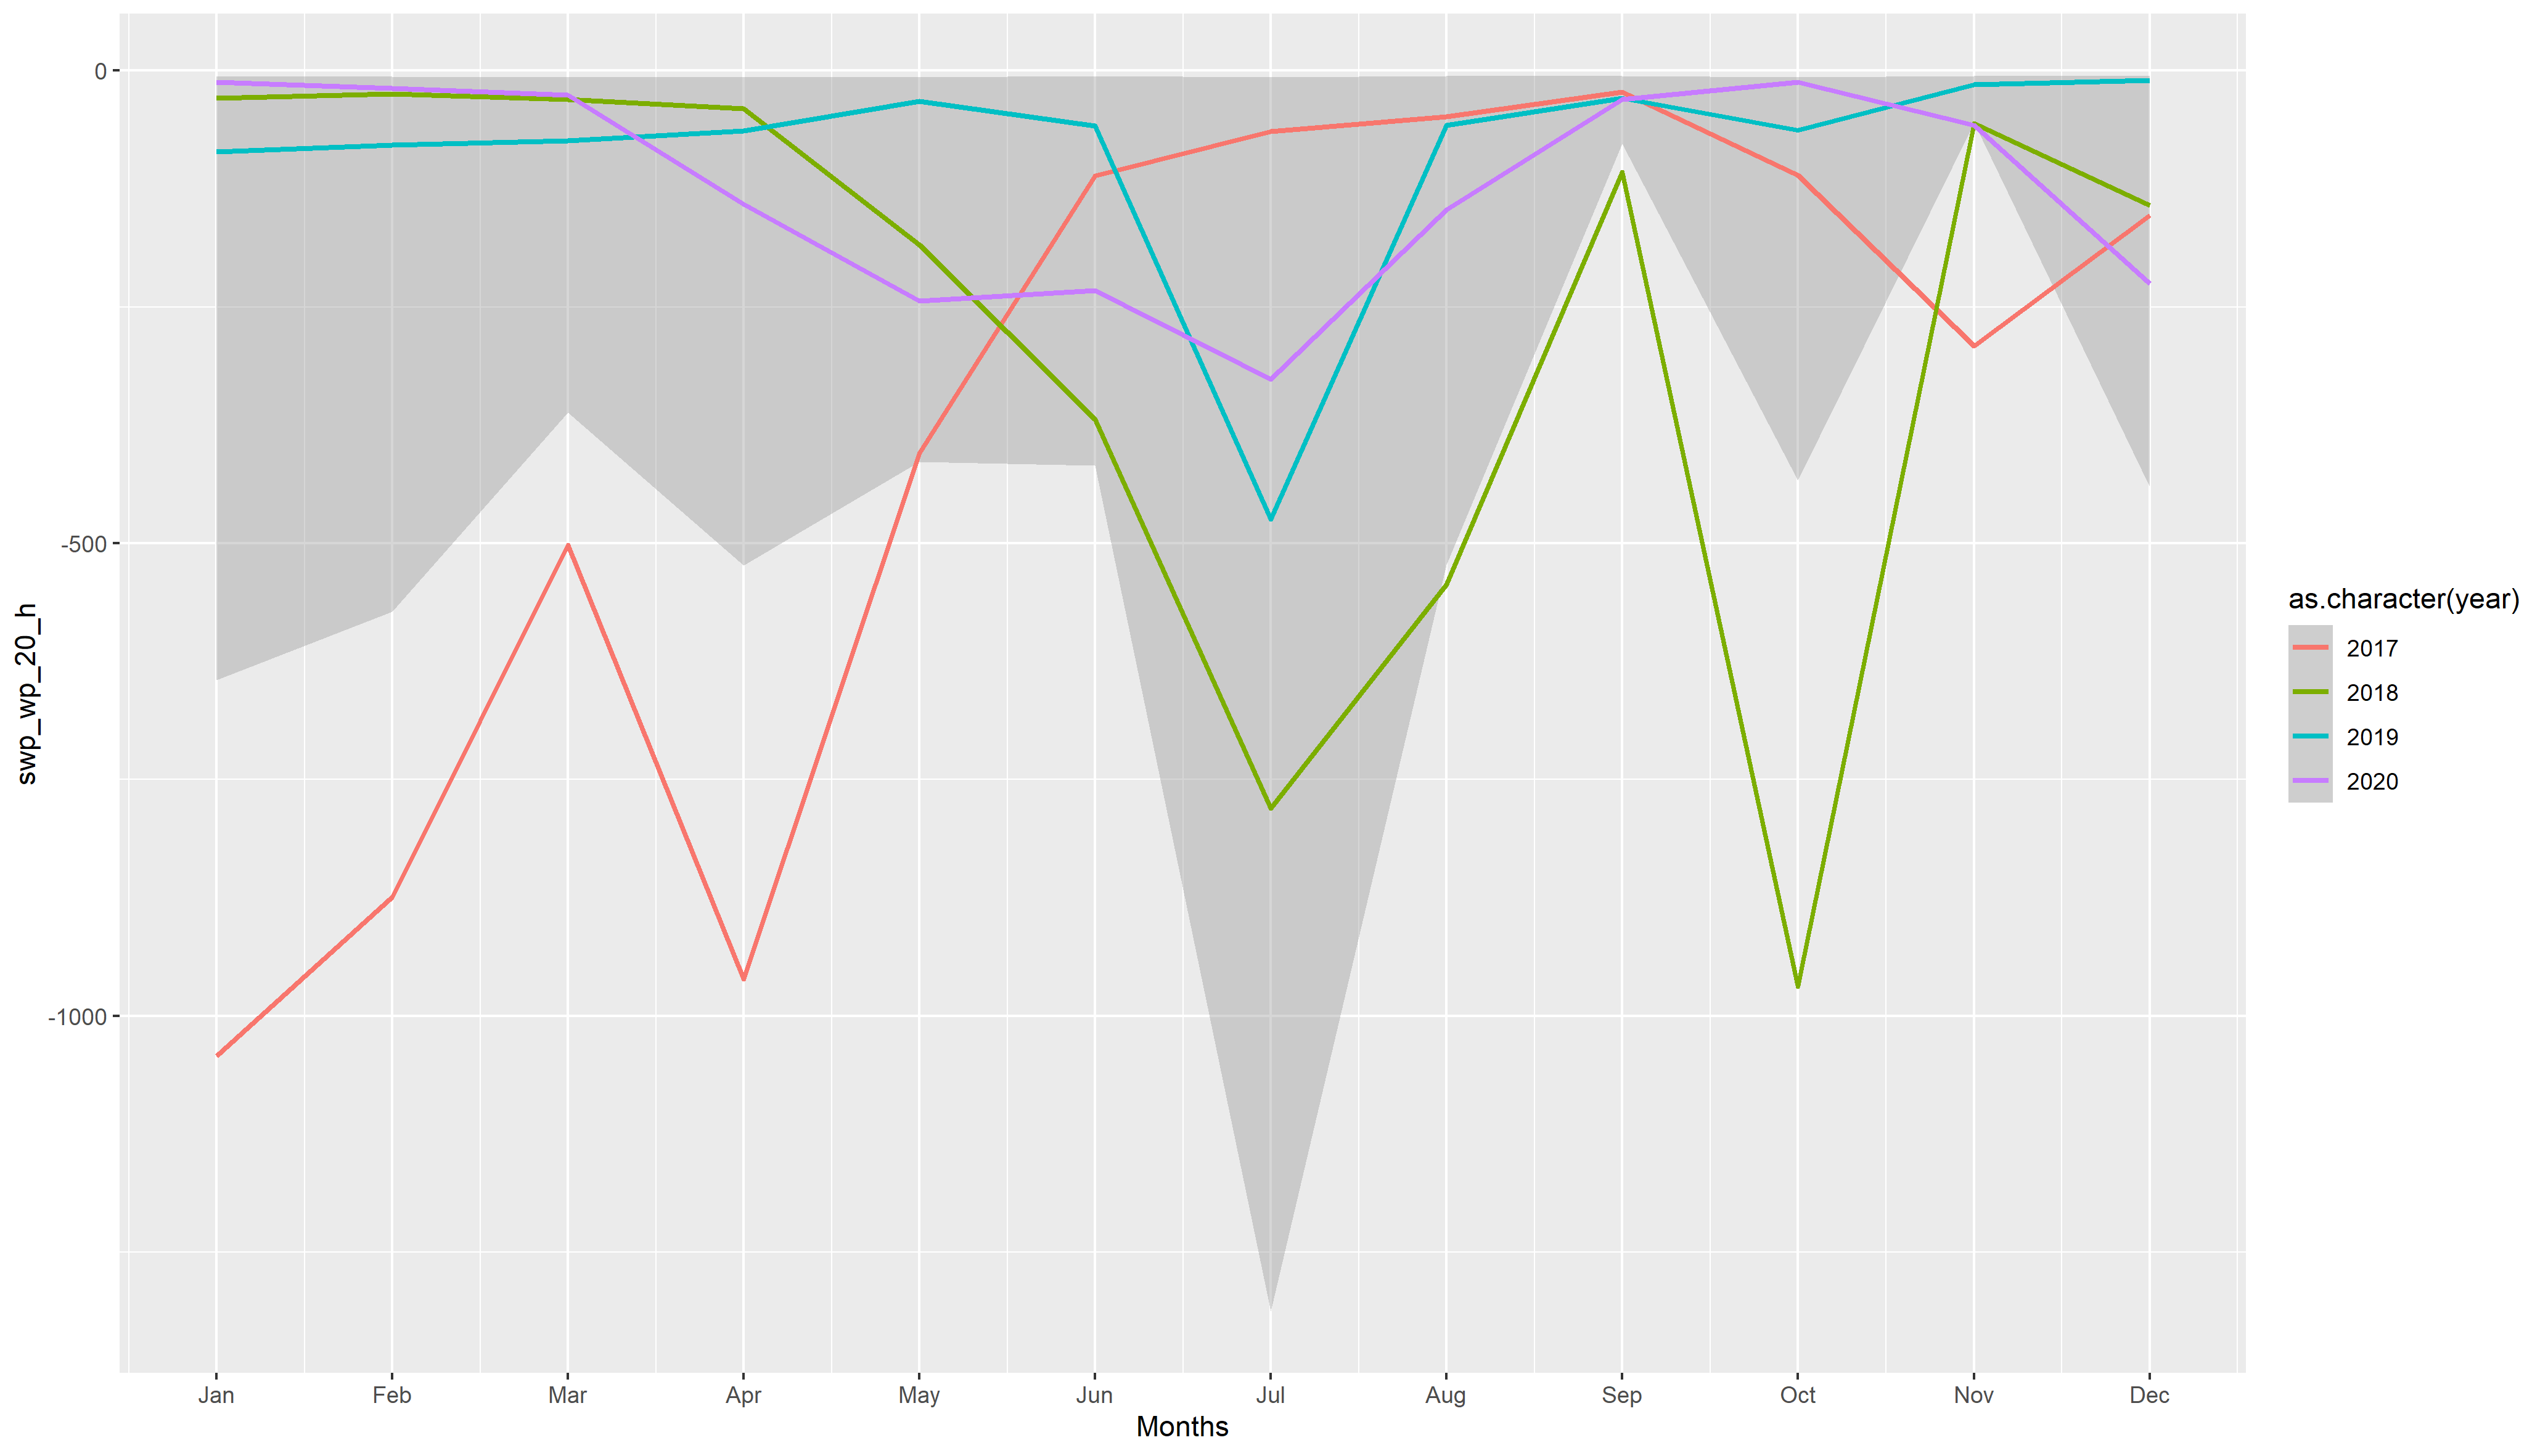 0
-500
-1000
swp_wp_20_h
Jan Feb Mar Apr May Jun Jul Aug Sep Oct Nov Dec
Months
as.character(year)
2017
2018
2019
2020